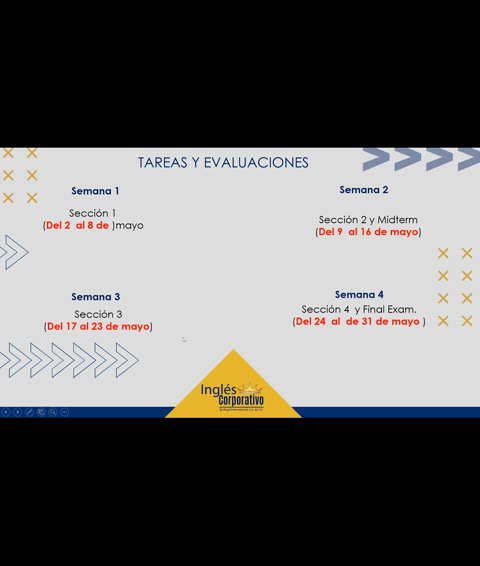 TAREAS Y EVALUACIONES
Semana 1
Sección 1
(Del 2 al 8 de )mayo
Semana 2
Sección 2 y Midterm
(Del 9 al 16 de mayo)
Semana 3
Sección 3
(Del 17 al 23 de mayo)
Semana 4
Sección 4 y Final Exam.
(Del 24 al de 31 de mayo )
Inglés
Corporativo